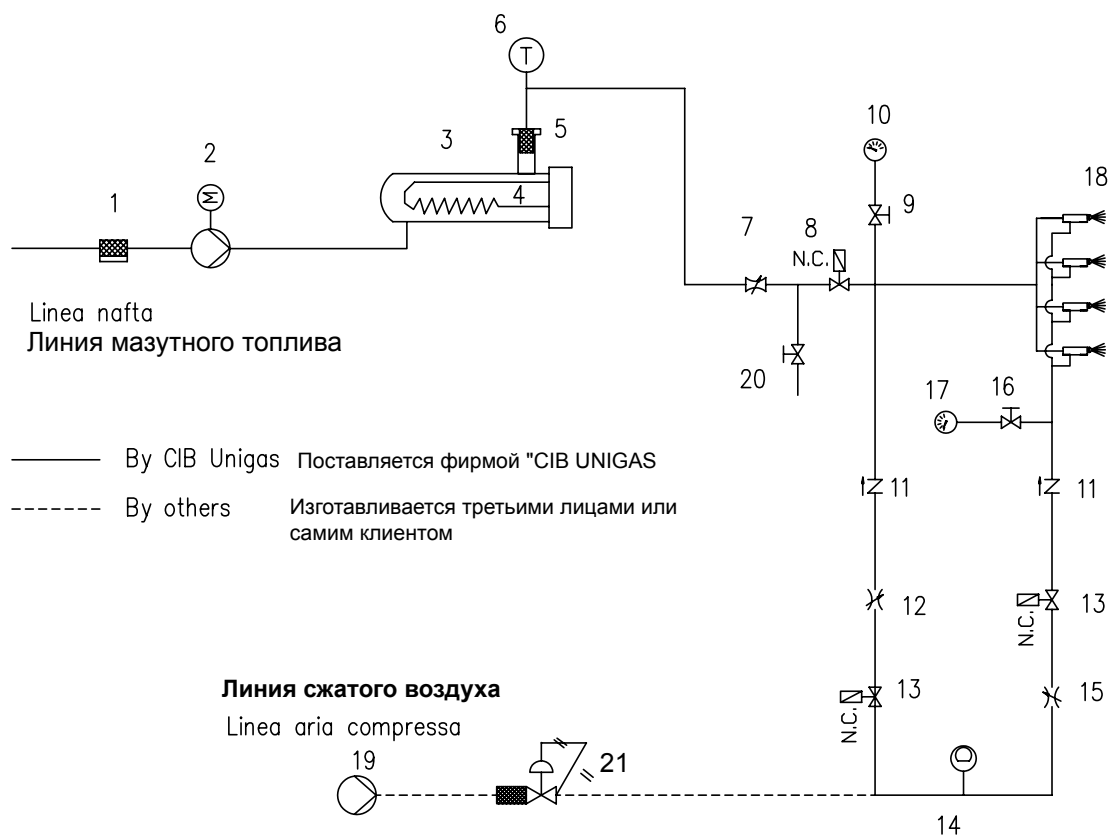 6
10
3
5
2
18
4
1
7
8
9
N.C.
Linea nafta
Линия мазутного топлива
20
17
16
By CIB Unigas Поставляется фирмой "CIB UNIGAS
11
11
By others Изготавливается третьими лицами или
самим клиентом
12
13
N.C.
Линия сжатого воздуха
13
15
N.C.
Linea aria compressa
19
21
14
T
M